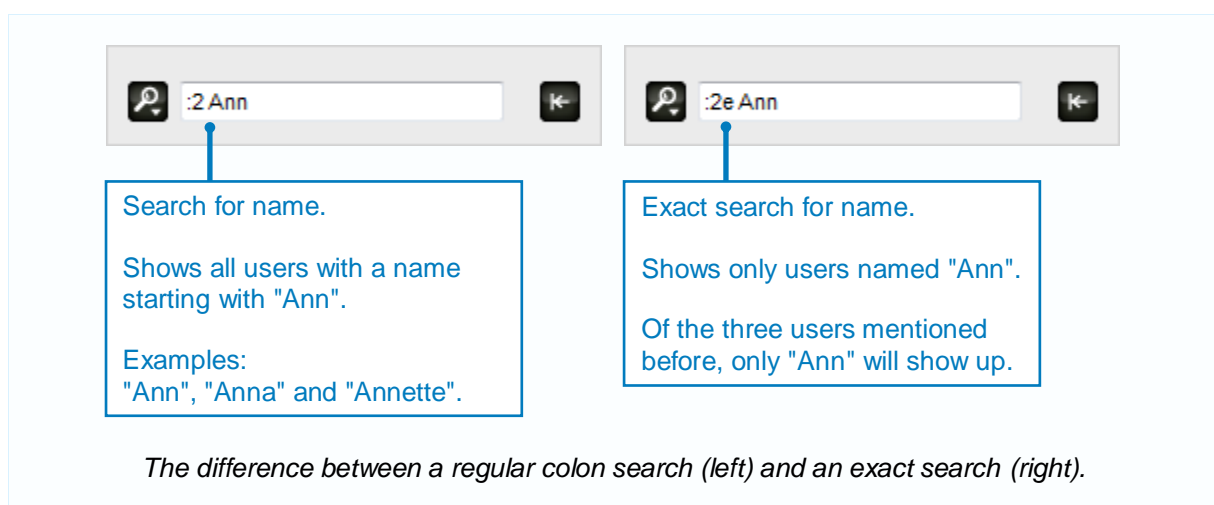 :2 Ann
:2e Ann
Search for name.
Shows all users with a name
starting with "Ann".
Examples:
"Ann", "Anna" and "Annette".
Exact search for name.
Shows only users named "Ann".
Of the three users mentioned
before, only "Ann" will show up.
The difference between a regular colon search (left) and an exact search (right).